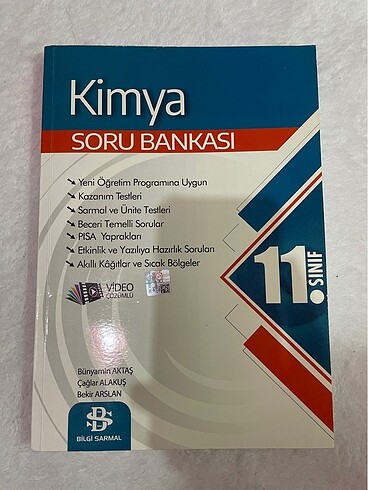 Kimya
SORU BANKASI
Yeni Öğretim Programına Uygun
Kazanım Testleri
Sarmal ve Ünite Testleri
Beceri Temelli Sorular
PISA Yaprakları
Etkinlik ve Yazılıya Hazırlık Soruları
Akıllı Kâğıtlar ve Sıcak Bölgeler
11. SINIF
VİDEO
ÇÖZÜMLÜ
Bünyamin AKTAŞ
Çağlar ALAKUŞ
Bekir ARSLAN
BS
BİLGİ SARMAL